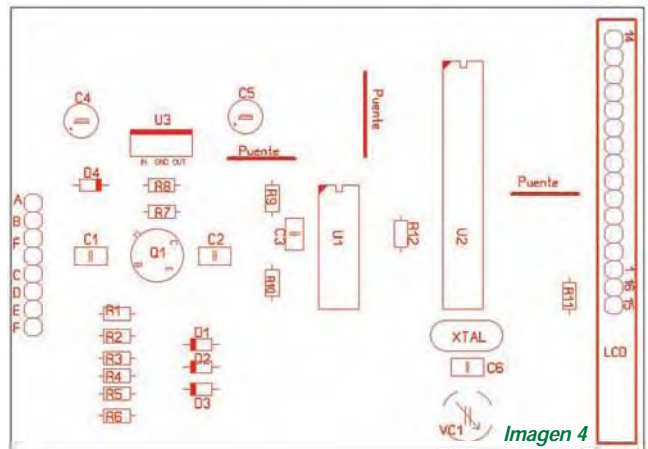 14
C4
C5
U3
Puente
IN GND OUT
Puente
D4
R8
R9
Puente
A
B
F
C
D
E
F
R7
C1
Q1
C2
C3
U1
R12
U2
R10
R11
1
16
15
R1
R2
R3
R4
R5
R6
D1
D2
D3
XTAL
C6
VC1
LCD
Imagen 4